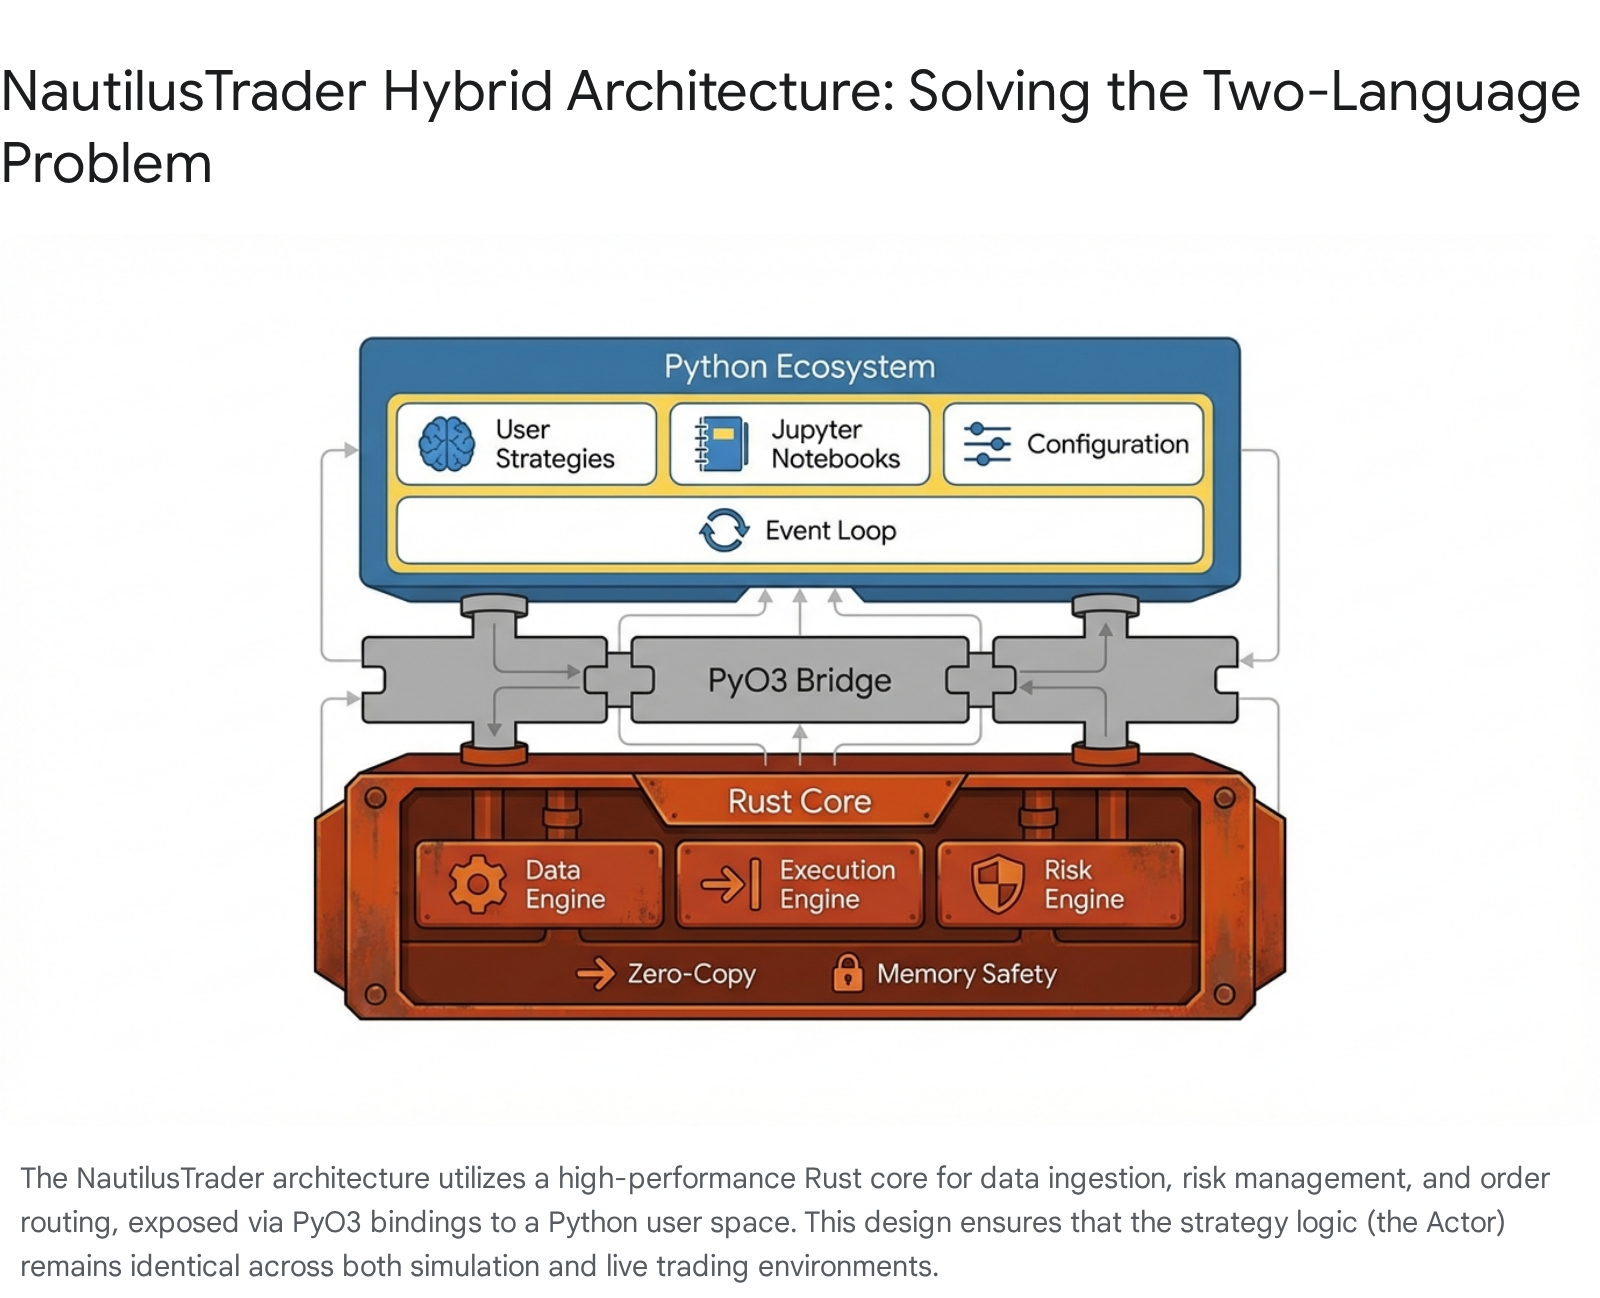 NautilusTrader Hybrid Architecture: Solving the Two-Language
Problem
Python Ecosystem
User
Strategies
Jupyter
Notebooks
Configuration
Event Loop
PyO3 Bridge
Rust Core
Data
Engine
Execution
Engine
Risk
Engine
Zero-Copy
Memory Safety
The NautilusTrader architecture utilizes a high-performance Rust core for data ingestion, risk management, and order
routing, exposed via PyO3 bindings to a Python user space. This design ensures that the strategy logic (the Actor)
remains identical across both simulation and live trading environments.